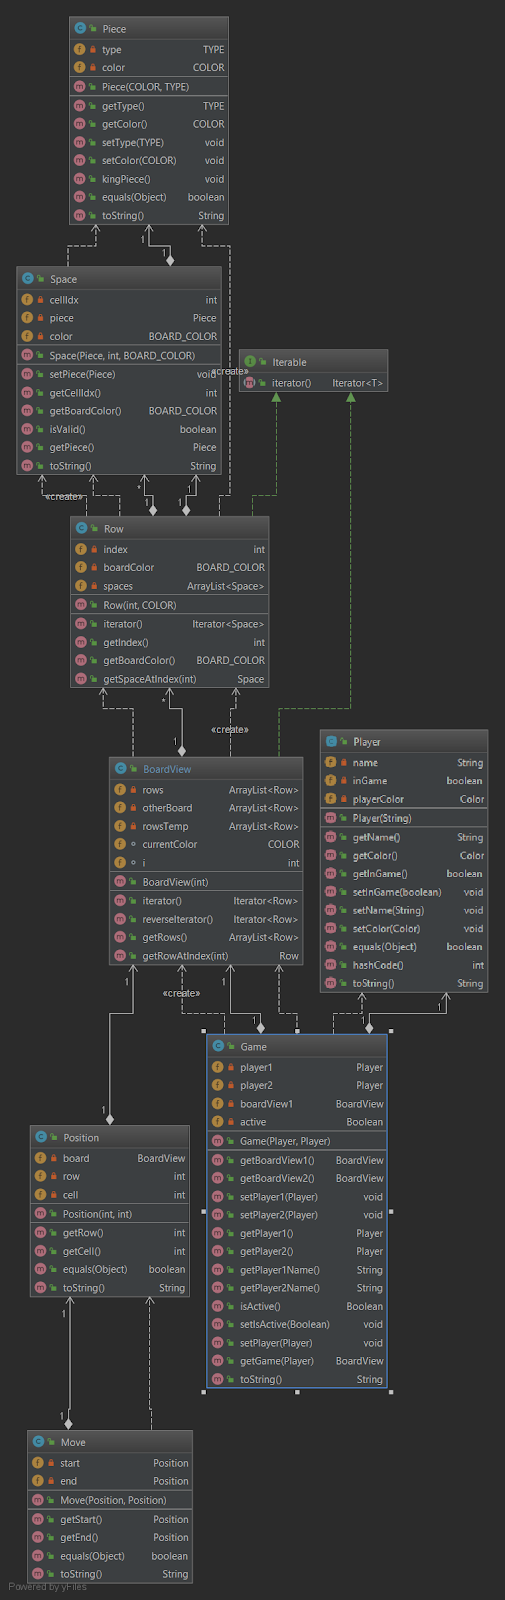 Piece
type TYPE
color COLOR
Piece(COLOR, TYPE)
getType() TYPE
getColor() COLOR
setType(TYPE) void
setColor(COLOR) void
kingPiece() void
equals(Object) boolean
toString() String
1
1
Space
cellIdx int
piece Piece
color BOARD_COLOR
Space(Piece, int, BOARD_COLOR)
setPiece(Piece) void
getCellIdx() int
getBoardColor() BOARD_COLOR
isValid() boolean
getPiece() Piece
toString() String
«create»
Iterable
iterator() Iterator<T>
«create»
* 1
1 1
Row
index int
boardColor BOARD_COLOR
spaces ArrayList<Space>
Row(int, COLOR)
iterator() Iterator<Space>
getIndex() int
getBoardColor() BOARD_COLOR
getSpaceAtIndex(int) Space
*
«create»
1
BoardView
rows ArrayList<Row>
otherBoard ArrayList<Row>
rowsTemp ArrayList<Row>
currentColor COLOR
i int
BoardView(int)
iterator() Iterator<Row>
reverseIterator() Iterator<Row>
getRows() ArrayList<Row>
getRowAtIndex(int) Row
Player
name String
inGame boolean
playerColor Color
Player(String)
getName() String
getColor() Color
getInGame() boolean
setInGame(boolean) void
setName(String) void
setColor(Color) void
equals(Object) boolean
hashCode() int
toString() String
1 1
«create»
1
1 1
Game
player1 Player
player2 Player
boardView1 BoardView
active Boolean
Game(Player, Player)
getBoardView1() BoardView
getBoardView2() BoardView
setPlayer1(Player) void
setPlayer2(Player) void
getPlayer1() Player
getPlayer2() Player
getPlayer1Name() String
getPlayer2Name() String
isActive() Boolean
setIsActive(Boolean) void
setPlayer(Player) void
getGame(Player) BoardView
toString() String
1
Position
board BoardView
row int
cell int
Position(int, int)
getRow() int
getCell() int
equals(Object) boolean
toString() String
1
1
Move
start Position
end Position
Move(Position, Position)
getStart() Position
getEnd() Position
equals(Object) boolean
toString() String
Powered by yFiles